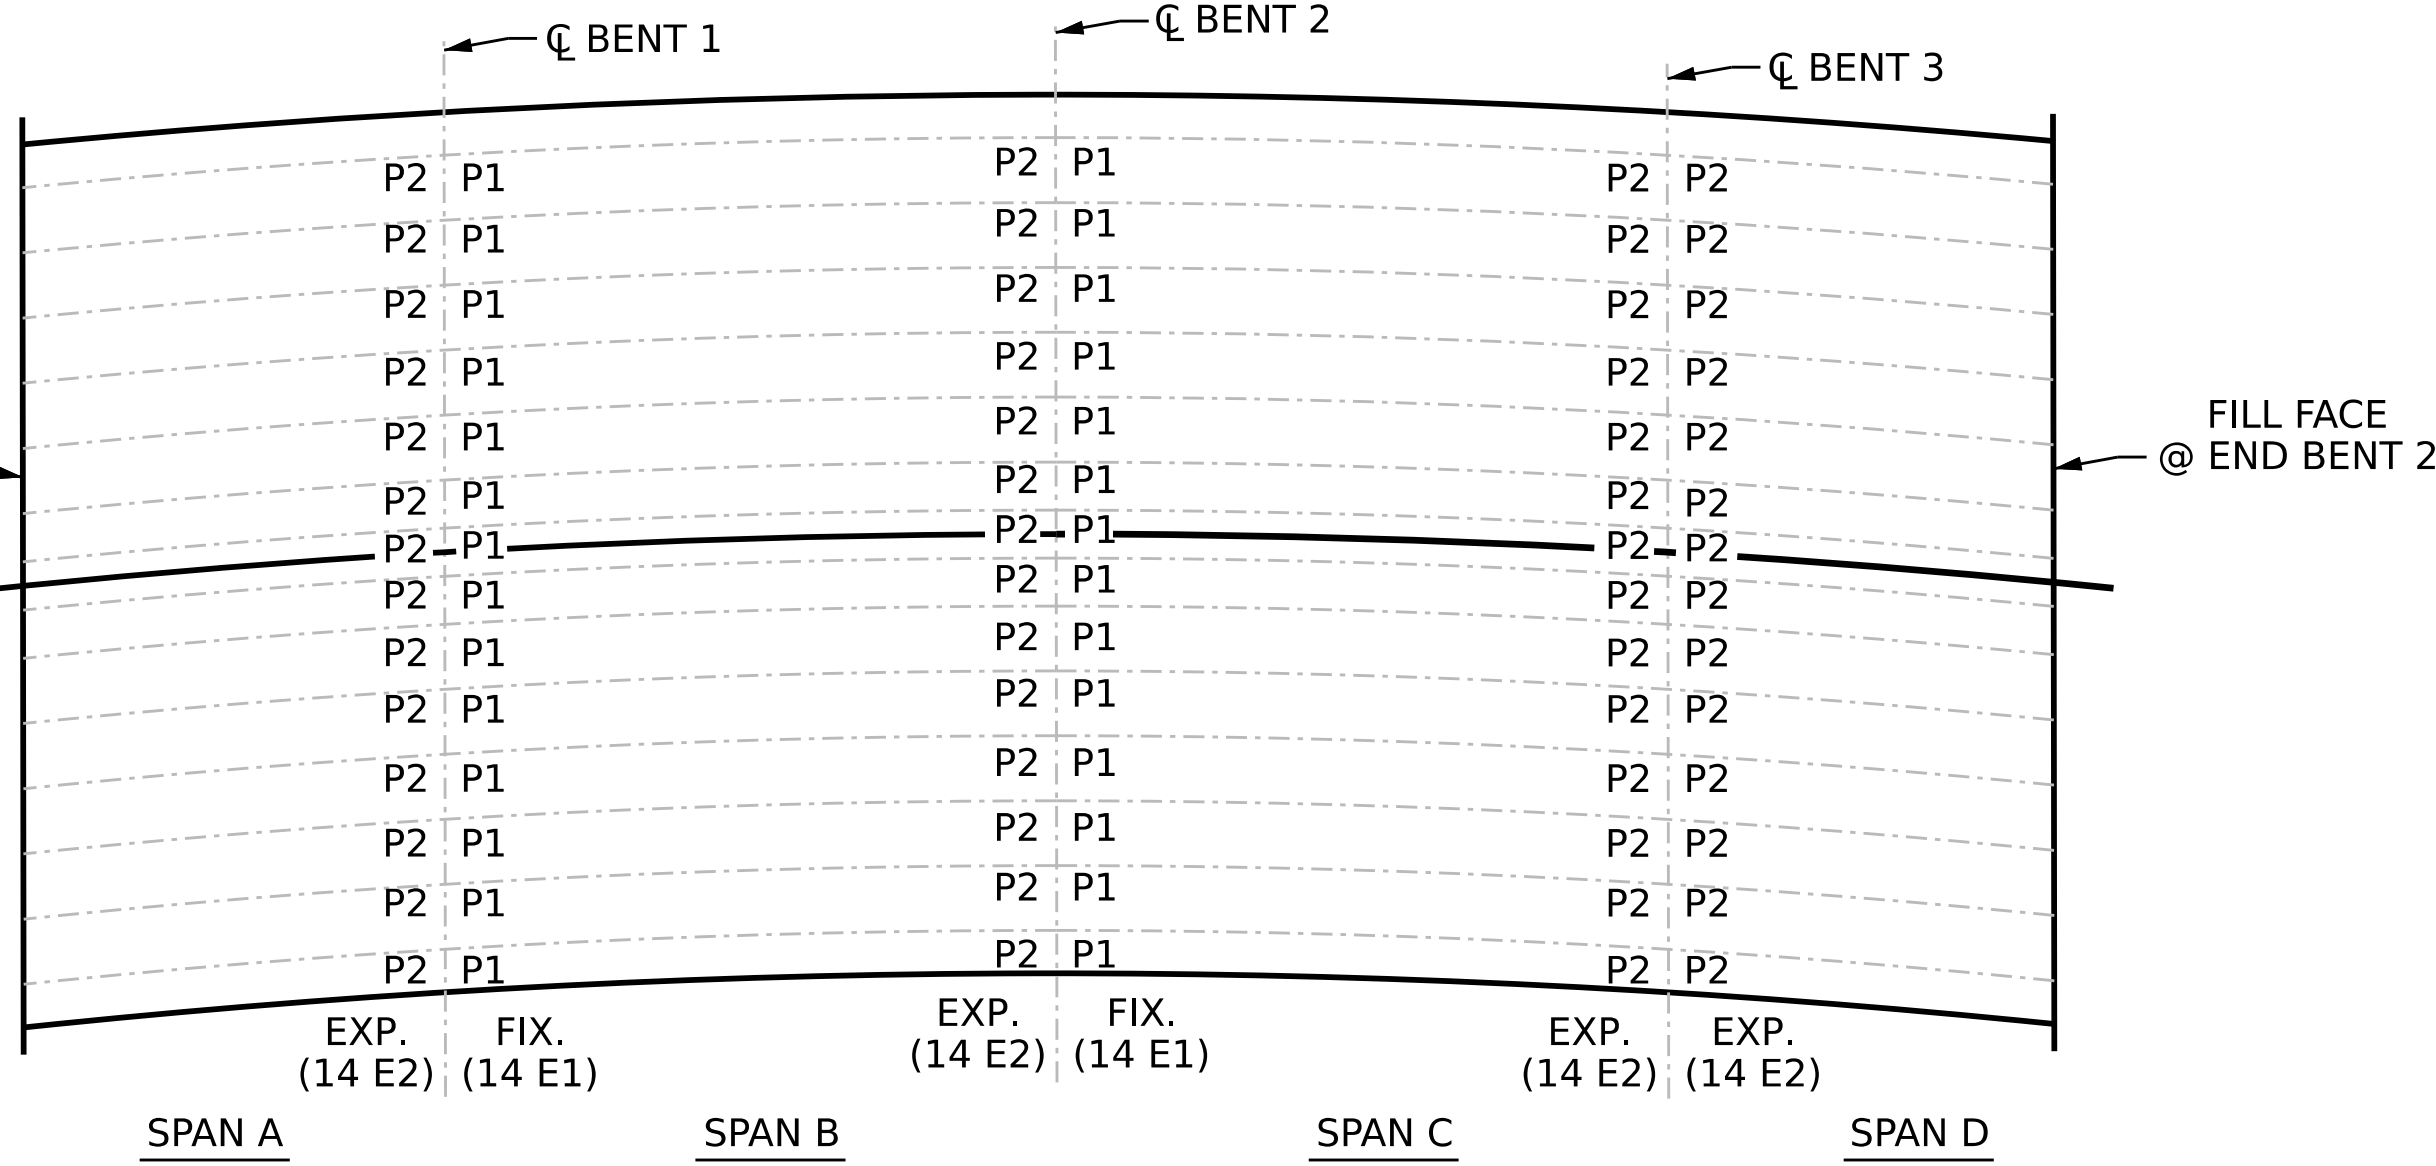 ℄ BENT 1
℄ BENT 2
℄ BENT 3
P2 P1 P2 P1 P2 P2
P2 P1 P2 P1 P2 P2
P2 P1 P2 P1 P2 P2
P2 P1 P2 P1 P2 P2
P2 P1 P2 P1 P2 P2
P2 P1 P2 P1 P2 P2
P2 P1 P2 P1 P2 P2
P2 P1 P2 P1 P2 P2
P2 P1 P2 P1 P2 P2
P2 P1 P2 P1 P2 P2
P2 P1 P2 P1 P2 P2
P2 P1 P2 P1 P2 P2
P2 P1 P2 P1 P2 P2
P2 P1 P2 P1 P2 P2
FILL FACE
@ END BENT 2
EXP.
(14 E2)
FIX.
(14 E1)
EXP.
(14 E2)
FIX.
(14 E1)
EXP.
(14 E2)
EXP.
(14 E2)
SPAN A
SPAN B
SPAN C
SPAN D